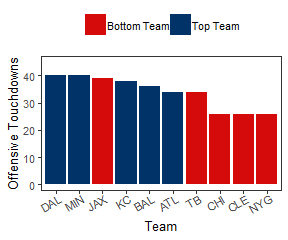 Bottom Team Top Team
Offensive Touchdowns
40
30
20
10
0
DAL MIN JAX KC BAL ATL TB CHI CLE NYG
Team